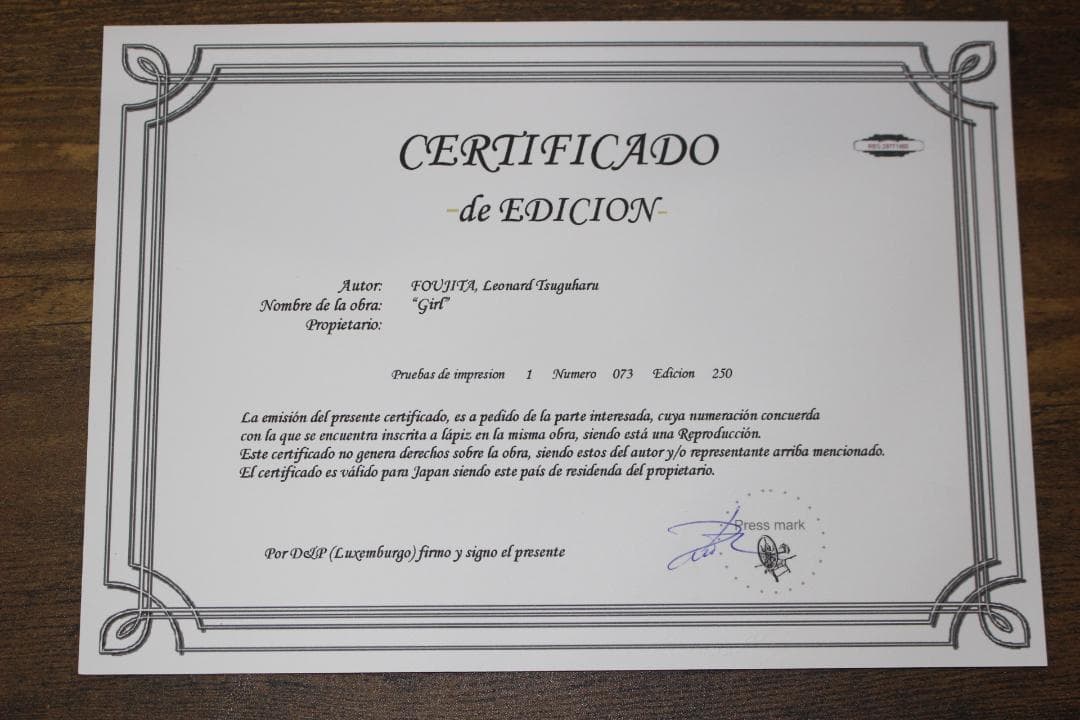 CERTIFICADO
-de EDICION-
Autor: FOUJITA, Leonard Tsuguharu
Nombre de la obra: "Girl"
Propietario:
Pruebas de impresion 1 Numero 073 Edicion 250
La emisión del presente certificado, es a pedido de la parte interesada, cuya numeración concuerda
con la que se encuentra inscrita a lápiz en la misma obra, siendo está una Reproducción.
Este certificado no genera derechos sobre la obra, siendo estos del autor y/o representante arriba mencionado.
El certificado es válido para Japan siendo este país de residenda del propietario.
Press mark
Por D&P (Luxemburgo) firmo y signo el presente